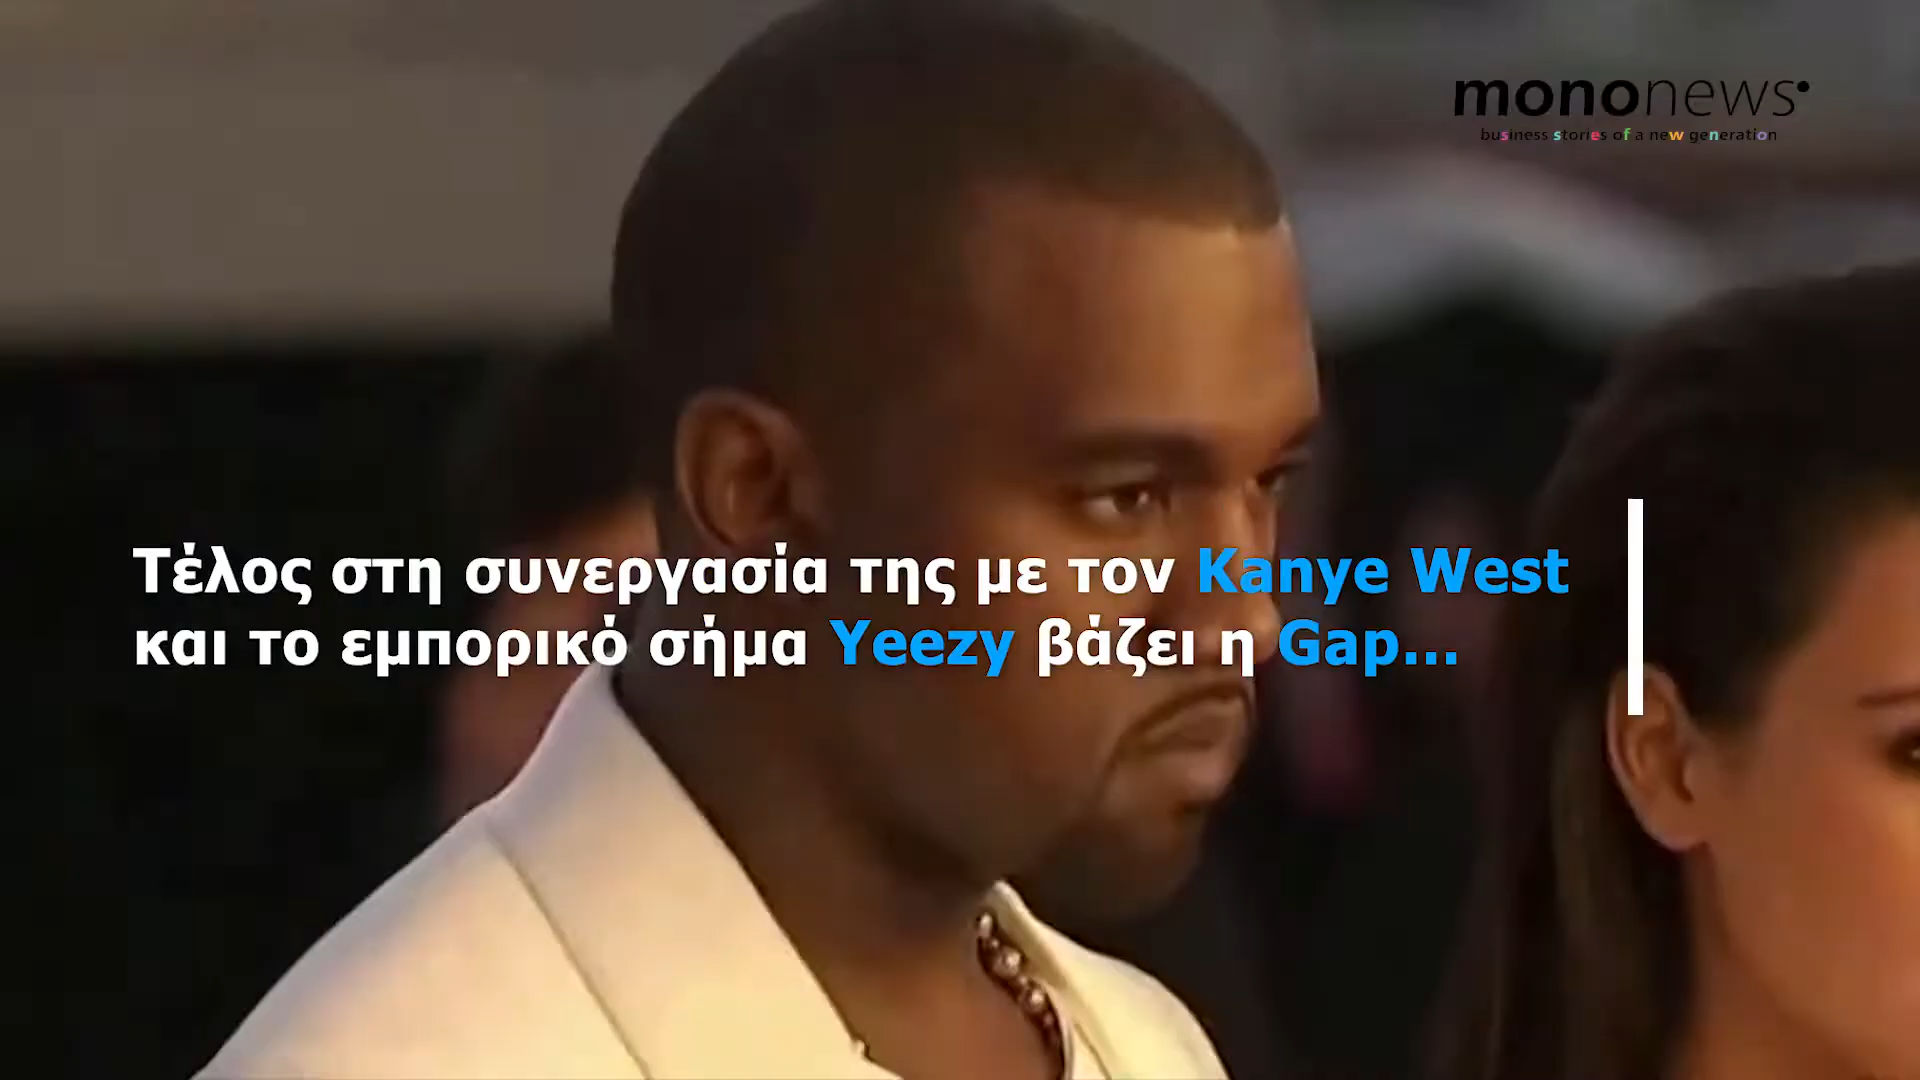 mononews
business stories of a new generation
Τέλος στη συνεργασία της με τον Kanye West
και το εμπορικό σήμα Yeezy βάζει η Gap...